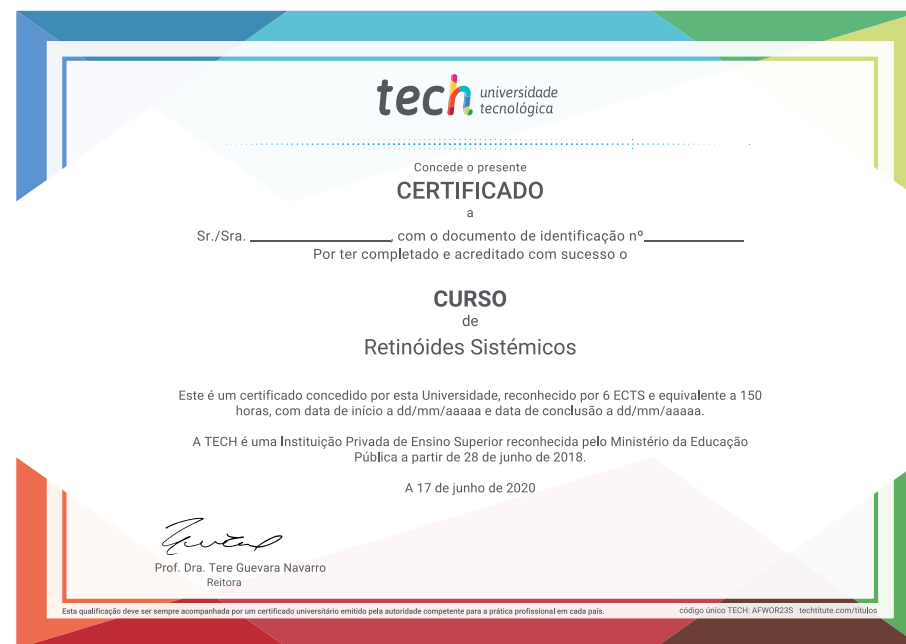 tech universidade
tecnológica
Concede o presente
CERTIFICADO
a
Sr./Sra. ____________________, com o documento de identificação nº______________
Por ter completado e acreditado com sucesso o
CURSO
de
Retinóides Sistémicos
Este é um certificado concedido por esta Universidade, reconhecido por 6 ECTS e equivalente a 150
horas, com data de início a dd/mm/aaaaa e data de conclusão a dd/mm/aaaaa.
A TECH é uma Instituição Privada de Ensino Superior reconhecida pelo Ministério da Educação
Pública a partir de 28 de junho de 2018.
A 17 de junho de 2020
Prof. Dra. Tere Guevara Navarro
Reitora
Esta qualificação deve ser sempre acompanhada por um certificado universitário emitido pela autoridade competente para a prática profissional em cada país.
código único TECH: AFWOR23S techtitute.com/titulos